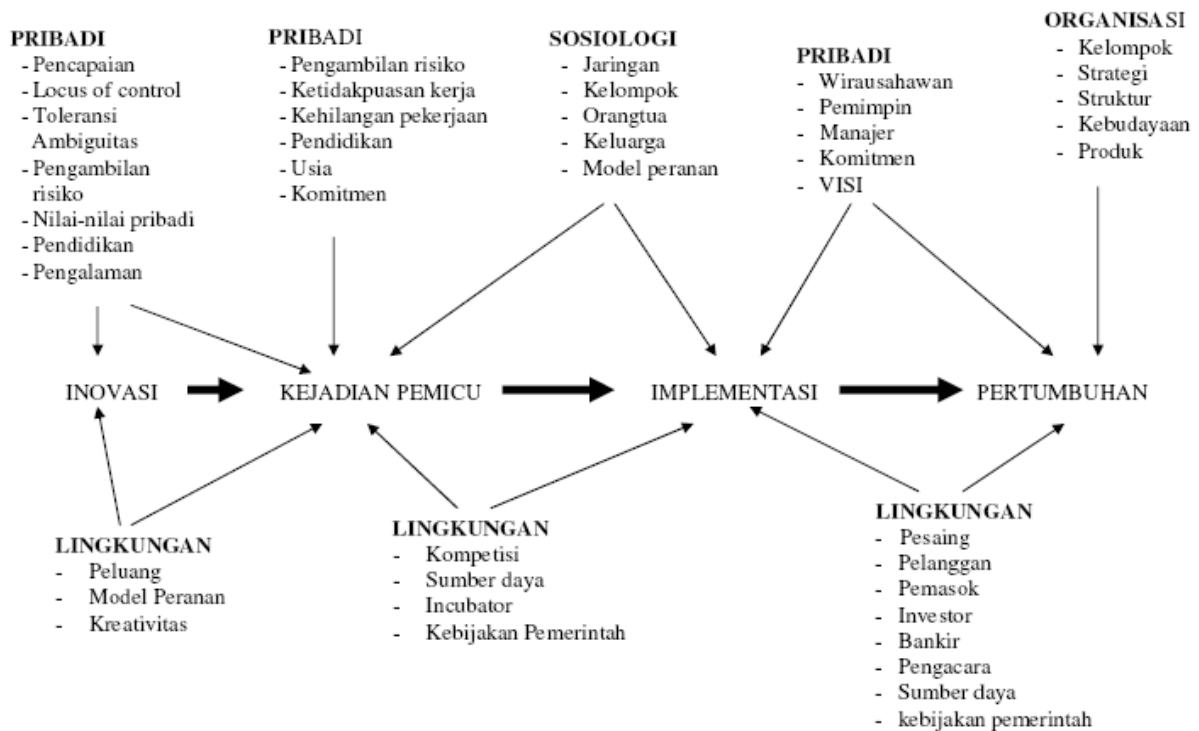 PRIBADI
- Pencapaian
- Locus of control
- Toleransi
Ambiguitas
- Pengambilan
risiko
- Nilai-nilai pribadi
- Pendidikan
- Pengalaman
PRIBADI
- Pengambilan risiko
- Ketidakpuasan kerja
- Kehilangan pekerjaan
- Pendidikan
- Usia
- Komitmen
SOSIOLOGI
- Jaringan
- Kelompok
- Orangtua
- Keluarga
- Model peranan
PRIBADI
- Wirausahawan
- Pemimpin
- Manajer
- Komitmen
- VISI
ORGANISASI
- Kelompok
- Strategi
- Struktur
- Kebudayaan
- Produk
INOVASI
KEJADIAN PEMICU
IMPLEMENTASI
PERTUMBUHAN
LINGKUNGAN
- Peluang
- Model Peranan
- Kreativitas
LINGKUNGAN
- Kompetisi
- Sumber daya
- Incubator
- Kebijakan Pemerintah
LINGKUNGAN
- Pesaing
- Pelanggan
- Pemasok
- Investor
- Bankir
- Pengacara
- Sumber daya
- kebijakan pemerintah